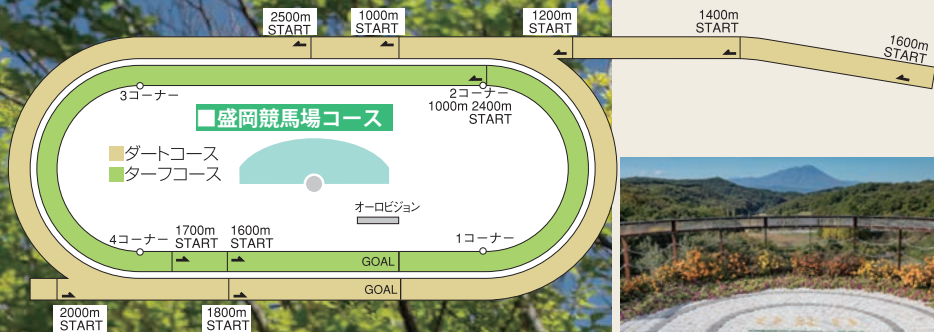 2500m
START
1000m
START
1200m
START
1400m
START
1600m
START
3コーナー
2コーナー
1000m 2400m
START
■盛岡競馬場コース
ダートコース
ターフコース
オーロビジョン
4コーナー
1700m
START
1600m
START
1コーナー
GOAL
GOAL
2000m
START
1800m
START